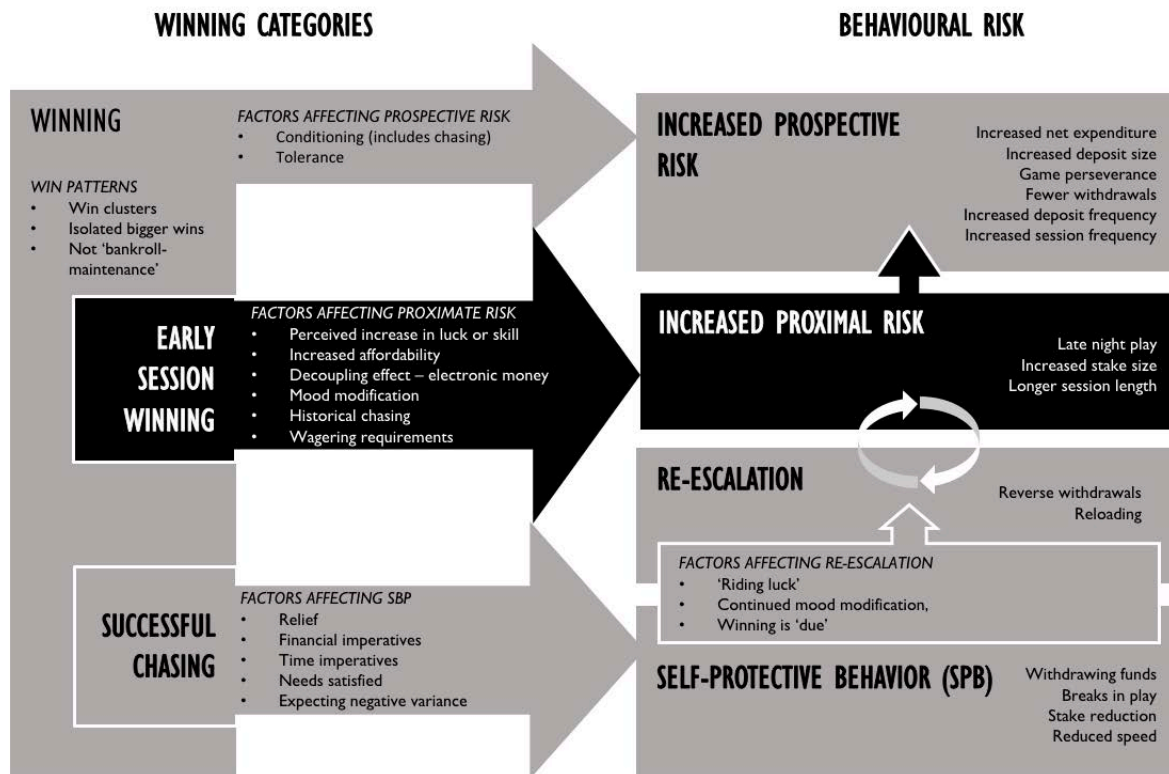 WINNING CATEGORIES
BEHAVIOURAL RISK
WINNING
WIN PATTERNS
• Win clusters
• Isolated bigger wins
• Not ‘bankroll-
maintenance’
FACTORS AFFECTING PROSPECTIVE RISK
• Conditioning (includes chasing)
• Tolerance
INCREASED PROSPECTIVE
RISK
Increased net expenditure
Increased deposit size
Game perseverance
Fewer withdrawals
Increased deposit frequency
Increased session frequency
EARLY
SESSION
WINNING
FACTORS AFFECTING PROXIMATE RISK
• Perceived increase in luck or skill
• Increased affordability
• Decoupling effect – electronic money
• Mood modification
• Historical chasing
• Wagering requirements
INCREASED PROXIMAL RISK
Late night play
Increased stake size
Longer session length
RE-ESCALATION
Reverse withdrawals
Reloading
FACTORS AFFECTING RE-ESCALATION
• ‘Riding luck’
• Continued mood modification,
• Winning is ‘due’
SUCCESSFUL
CHASING
FACTORS AFFECTING SBP
• Relief
• Financial imperatives
• Time imperatives
• Needs satisfied
• Expecting negative variance
SELF-PROTECTIVE BEHAVIOR (SPB)
Withdrawing funds
Breaks in play
Stake reduction
Reduced speed